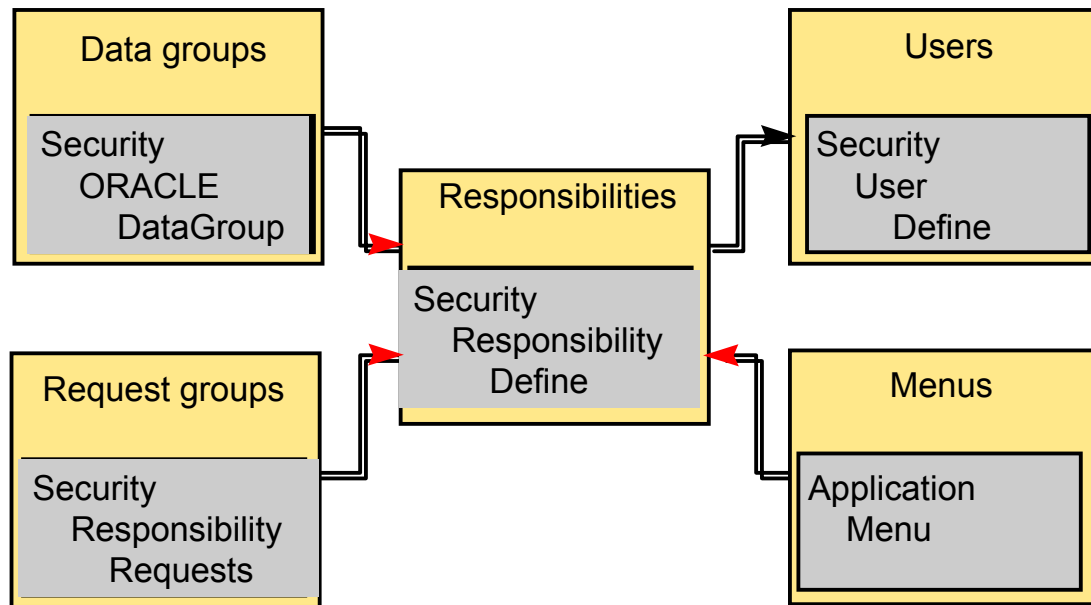 Data groups
Security
ORACLE
DataGroup
Users
Security
User
Define
Responsibilities
Security
Responsibility
Define
Request groups
Security
Responsibility
Requests
Menus
Application
Menu